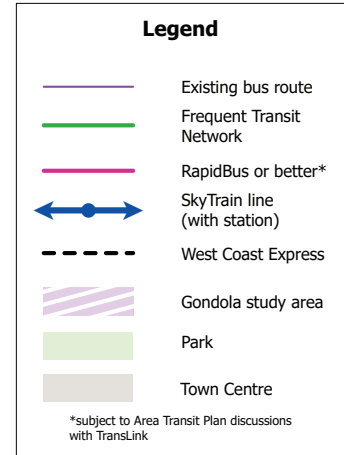 Legend
Existing bus route
Frequent Transit
Network
RapidBus or better*
SkyTrain line
(with station)
West Coast Express
Gondola study area
Park
Town Centre
*subject to Area Transit Plan discussions
with TransLink